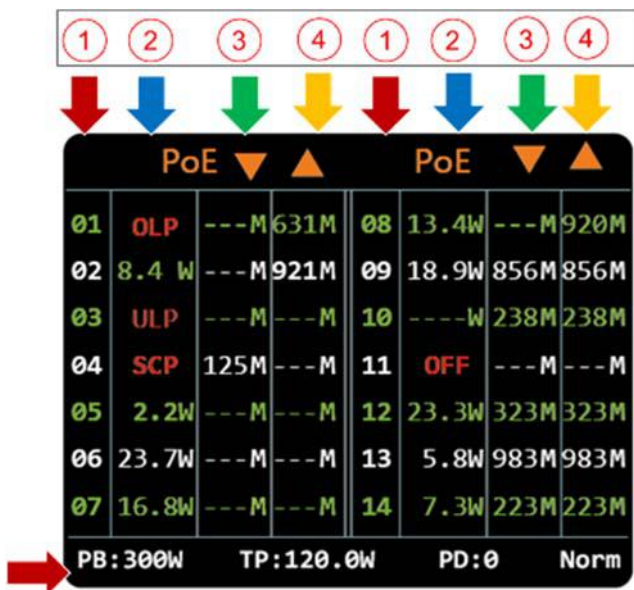 ① ② ③ ④ ① ② ③ ④
PoE ▼ ▲ PoE ▼ ▲
01 OLP ---M 631M 08 13.4W ---M 920M
02 8.4 W ---M 921M 09 18.9W 856M 856M
03 ULP ---M ---M 10 ----W 238M 238M
04 SCP 125M ---M 11 OFF ---M ---M
05 2.2W ---M ---M 12 23.3W 323M 323M
06 23.7W ---M ---M 13 5.8W 983M 983M
07 16.8W ---M ---M 14 7.3W 223M 223M
PB:300W TP:120.0W PD:0 Norm